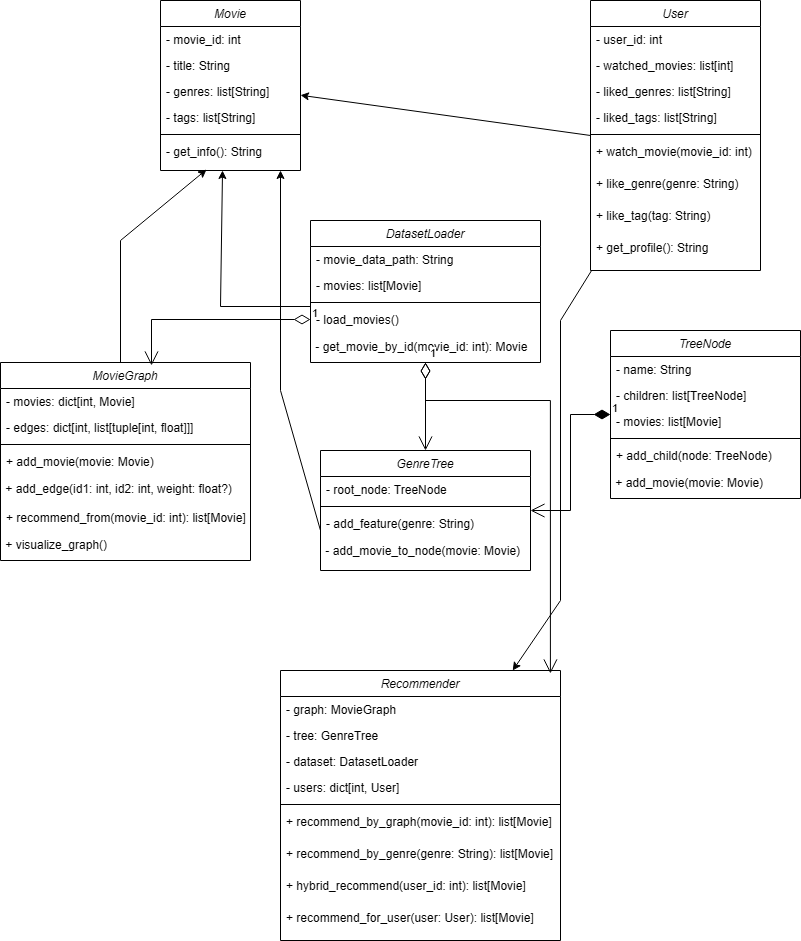 Movie
- movie_id: int
- title: String
- genres: list[String]
- tags: list[String]
- get_info(): String
User
- user_id: int
- watched_movies: list[int]
- liked_genres: list[String]
- liked_tags: list[String]
+ watch_movie(movie_id: int)
+ like_genre(genre: String)
+ like_tag(tag: String)
+ get_profile(): String
DatasetLoader
- movie_data_path: String
- movies: list[Movie]
1
- load_movies()
- get_movie_by_id(movie_id: int): Movie
1
TreeNode
- name: String
- children: list[TreeNode]
1
- movies: list[Movie]
+ add_child(node: TreeNode)
+ add_movie(movie: Movie)
MovieGraph
- movies: dict[int, Movie]
- edges: dict[int, list[tuple[int, float]]]
+ add_movie(movie: Movie)
+ add_edge(id1: int, id2: int, weight: float?)
+ recommend_from(movie_id: int): list[Movie]
+ visualize_graph()
GenreTree
- root_node: TreeNode
- add_feature(genre: String)
- add_movie_to_node(movie: Movie)
Recommender
- graph: MovieGraph
- tree: GenreTree
- dataset: DatasetLoader
- users: dict[int, User]
+ recommend_by_graph(movie_id: int): list[Movie]
+ recommend_by_genre(genre: String): list[Movie]
+ hybrid_recommend(user_id: int): list[Movie]
+ recommend_for_user(user: User): list[Movie]